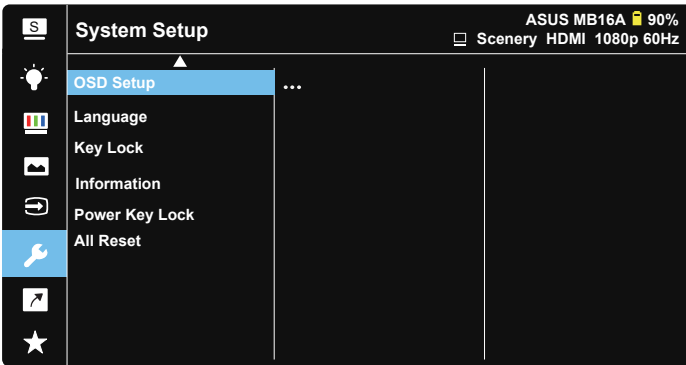 S
System Setup
ASUS MB16A 90%
Scenery HDMI 1080p 60Hz
OSD Setup
...
Language
Key Lock
Information
Power Key Lock
All Reset